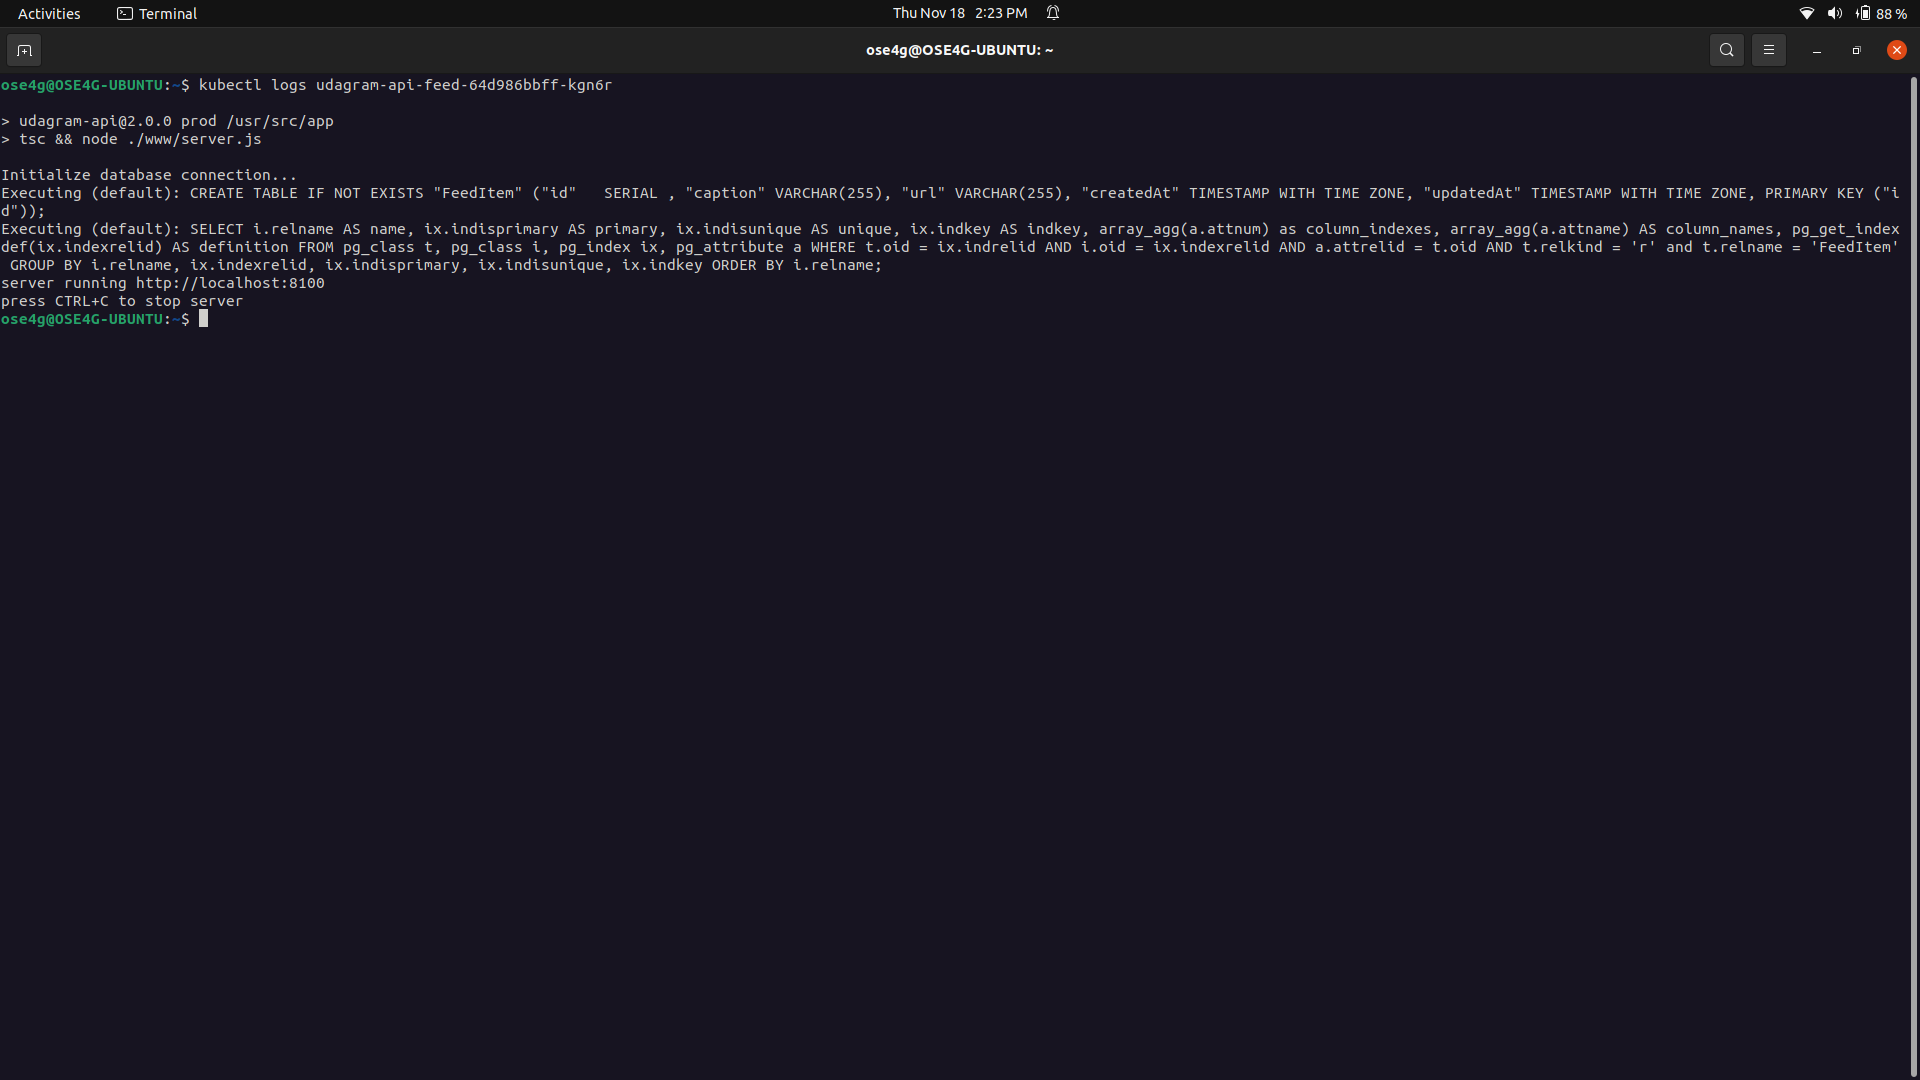 Activities Terminal Thu Nov 18 2:23 PM 88 %
ose4g@OSE4G-UBUNTU: ~
ose4g@OSE4G-UBUNTU:~$ kubectl logs udagram-api-feed-64d986bbff-kgn6r
> udagram-api@2.0.0 prod /usr/src/app
> tsc && node ./www/server.js
Initialize database connection...
Executing (default): CREATE TABLE IF NOT EXISTS "FeedItem" ("id"   SERIAL , "caption" VARCHAR(255), "url" VARCHAR(255), "createdAt" TIMESTAMP WITH TIME ZONE, "updatedAt" TIMESTAMP WITH TIME ZONE, PRIMARY KEY ("i
d"));
Executing (default): SELECT i.relname AS name, ix.indisprimary AS primary, ix.indisunique AS unique, ix.indkey AS indkey, array_agg(a.attnum) as column_indexes, array_agg(a.attname) AS column_names, pg_get_index
def(ix.indexrelid) AS definition FROM pg_class t, pg_class i, pg_index ix, pg_attribute a WHERE t.oid = ix.indrelid AND i.oid = ix.indexrelid AND a.attrelid = t.oid AND t.relkind = 'r' and t.relname = 'FeedItem'
 GROUP BY i.relname, ix.indexrelid, ix.indisprimary, ix.indisunique, ix.indkey ORDER BY i.relname;
server running http://localhost:8100
press CTRL+C to stop server
ose4g@OSE4G-UBUNTU:~$